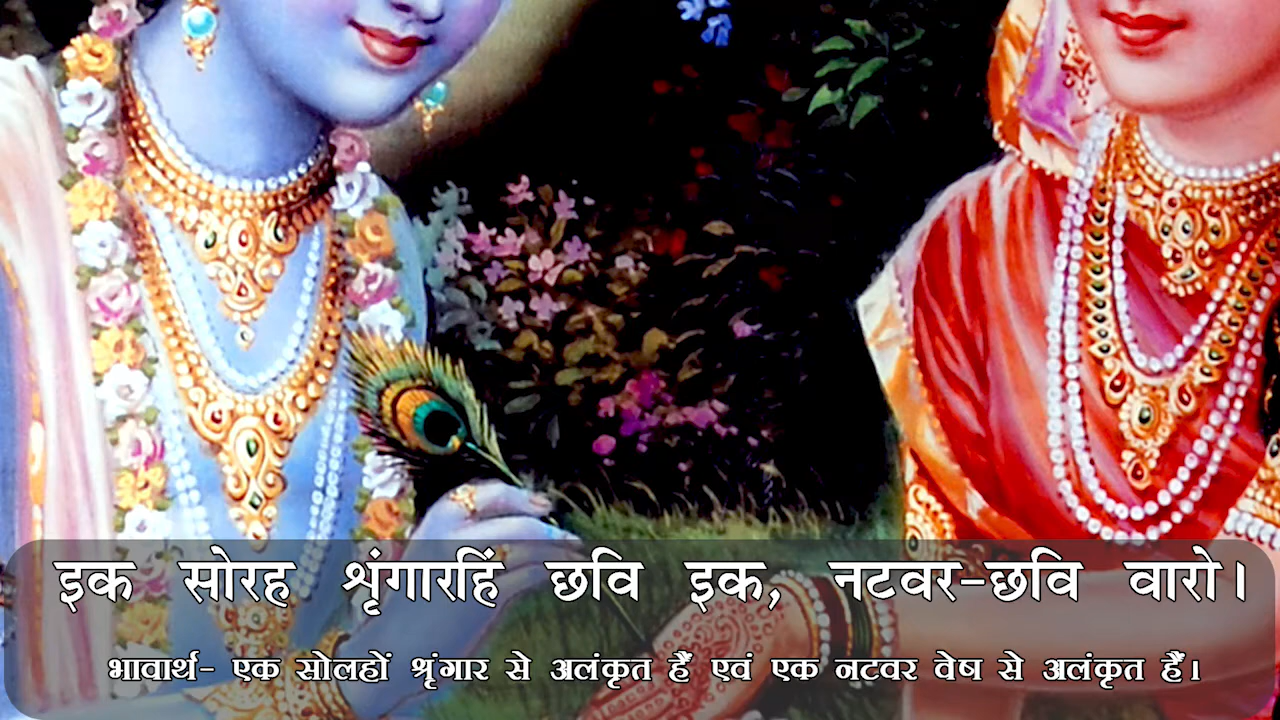 इक सोरह श्रृंगारहिं छवि इक, नटवर-छवि वारो।
भावार्थ- एक सोलहों श्रृंगार से अलंकृत हैं एवं एक नटवर वेष से अलंकृत हैं।